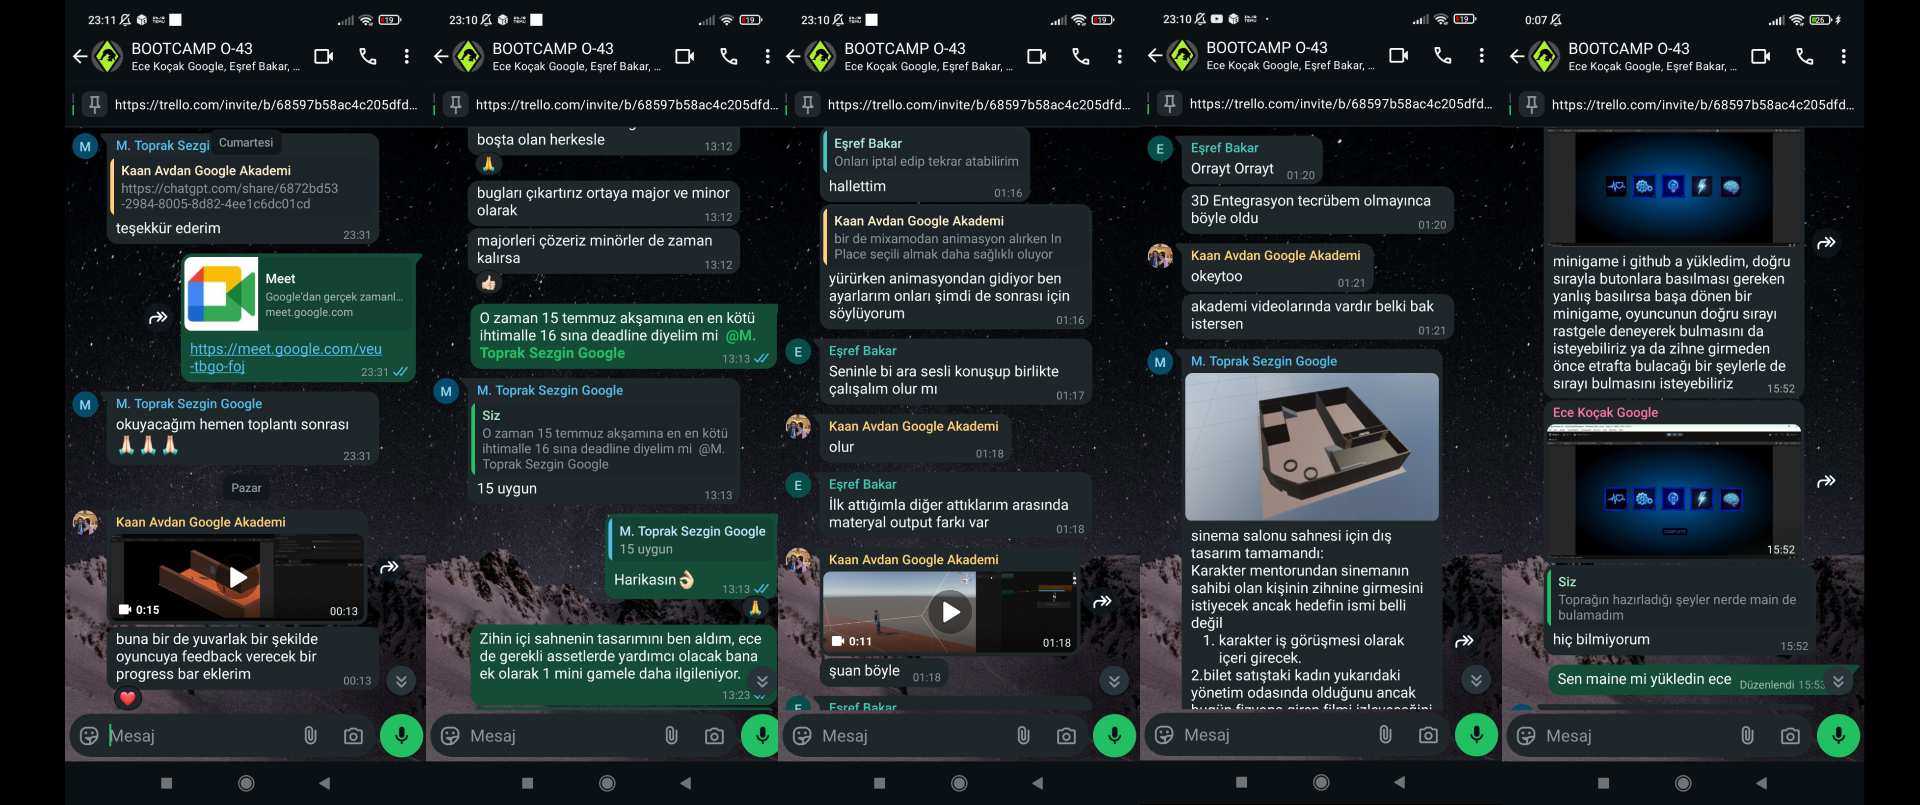 23:11
19
BOOTCAMP O-43
Ece Koçak Google, Eşref Bakar, ...
https://trello.com/invite/b/68597b58ac4c205dfd...
Cumartesi
M
M. Toprak Sezgi
Kaan Avdan Google Akademi
https://chatgpt.com/share/6872bd53
-2984-8005-8d82-4ee1c6dc01cd
teşekkür ederim
23:31
Meet
Google'dan gerçek zamanl...
meet.google.com
https://meet.google.com/veu
-tbgo-foj
23:31
M
M. Toprak Sezgin Google
okuyacağım hemen toplantı sonrası
🙏🏻🙏🏻🙏🏻
23:31
Pazar
Kaan Avdan Google Akademi
0:15
00:13
buna bir de yuvarlak bir şekilde
oyuncuya feedback verecek bir
progress bar eklerim
00:13
Mesaj
23:10
19
BOOTCAMP O-43
Ece Koçak Google, Eşref Bakar, ...
https://trello.com/invite/b/68597b58ac4c205dfd...
boşta olan herkesle
13:12
bugları çıkartırız ortaya major ve minor
olarak
13:12
majorleri çözeriz minörler de zaman
kalırsa
13:12
O zaman 15 temmuz akşamına en en kötü
ihtimalle 16 sına deadline diyelim mi @M.
Toprak Sezgin Google
13:13
M
M. Toprak Sezgin Google
Siz
O zaman 15 temmuz akşamına en en kötü
ihtimalle 16 sına deadline diyelim mi @M.
Toprak Sezgin Google
15 uygun
13:13
M. Toprak Sezgin Google
15 uygun
Harikasın👌🏻
13:13
Zihin içi sahnenin tasarımını ben aldım, ece
de gerekli assetlerde yardımcı olacak bana
ek olarak 1 mini gamele daha ilgileniyor.
13:23
Mesaj
23:10
19
BOOTCAMP O-43
Ece Koçak Google, Eşref Bakar, ...
https://trello.com/invite/b/68597b58ac4c205dfd...
Eşref Bakar
Onları iptal edip tekrar atabilirim
hallettim
01:16
Kaan Avdan Google Akademi
bir de mixamodan animasyon alırken In
Place seçili almak daha sağlıklı oluyor
yürürken animasyondan gidiyor ben
ayarlarım onları şimdi de sonrası için
söylüyorum
01:16
E
Eşref Bakar
Seninle bi ara sesli konuşup birlikte
çalışalım olur mı
01:17
Kaan Avdan Google Akademi
olur
01:18
E
Eşref Bakar
İlk attığımla diğer attıklarım arasında
materyal output farkı var
01:18
Kaan Avdan Google Akademi
0:11
01:18
şuan böyle
01:18
Eşref Bakar
Mesaj
23:10
19
BOOTCAMP O-43
Ece Koçak Google, Eşref Bakar, ...
https://trello.com/invite/b/68597b58ac4c205dfd...
E
Eşref Bakar
Orrayt Orrayt
01:20
3D Entegrasyon tecrübem olmayınca
böyle oldu
01:20
Kaan Avdan Google Akademi
okeytoo
01:21
akademi videolarında vardır belki bak
istersen
01:21
M
M. Toprak Sezgin Google
sinema salonu sahnesi için dış
tasarım tamamandı:
Karakter mentorundan sinemanın
sahibi olan kişinin zihnine girmesini
istiyecek ancak hedefin ismi belli
değil
1. karakter iş görüşmesi olarak
içeri girecek.
2.bilet satıştaki kadın yukarıdaki
yönetim odasında olduğunu ancak
bugün fizyona giren filmi izleyeceğini
Mesaj
0:07
26
BOOTCAMP O-43
Ece Koçak Google, Eşref Bakar, ...
https://trello.com/invite/b/68597b58ac4c205dfd...
minigame i github a yükledim, doğru
sırayla butonlara basılması gereken
yanlış basılırsa başa dönen bir
minigame, oyuncunun doğru sırayı
rastgele deneyerek bulmasını da
isteyebiliriz ya da zihne girmeden
önce etrafta bulacağı bir şeylerle de
sırayı bulmasını isteyebiliriz
15:52
Ece Koçak Google
15:52
Siz
Toprağın hazırladığı şeyler nerde main de
bulamadım
hiç bilmiyorum
15:52
Sen maine mi yükledin ece
Düzenlendi 15:53
Mesaj